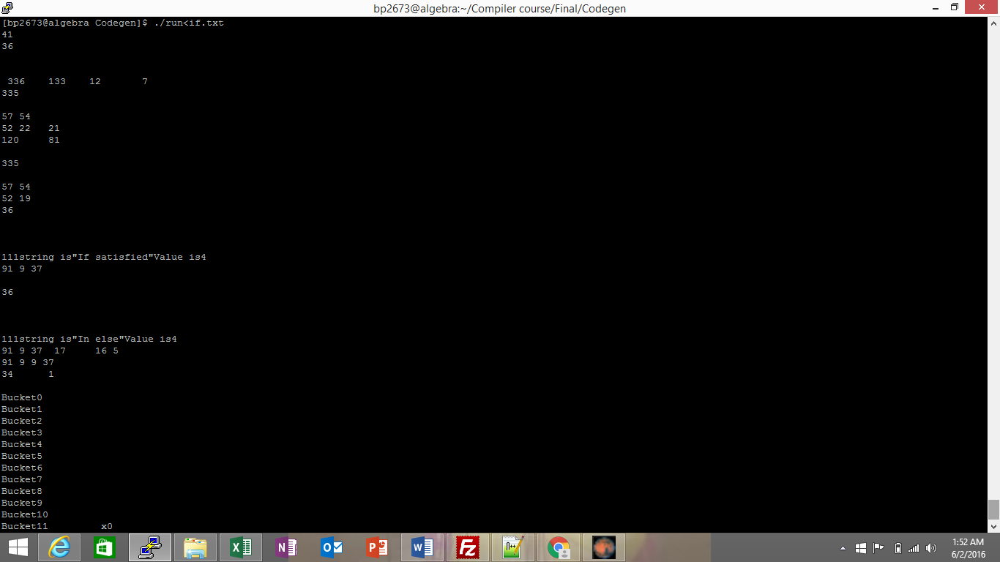 bp2673@algebra:~/Compiler course/Final/Codegen
[bp2673@algebra Codegen]$ ./run<if.txt
41
36
336 133 12 7
335
57 54
52 22 21
120 81
335
57 54
52 19
36
111string is"If satisfied"Value is4
91 9 37
36
111string is"In else"Value is4
91 9 37 17 16 5
91 9 9 37
34 1
Bucket0
Bucket1
Bucket2
Bucket3
Bucket4
Bucket5
Bucket6
Bucket7
Bucket8
Bucket9
Bucket10
Bucket11 x0
1:52 AM
6/2/2016